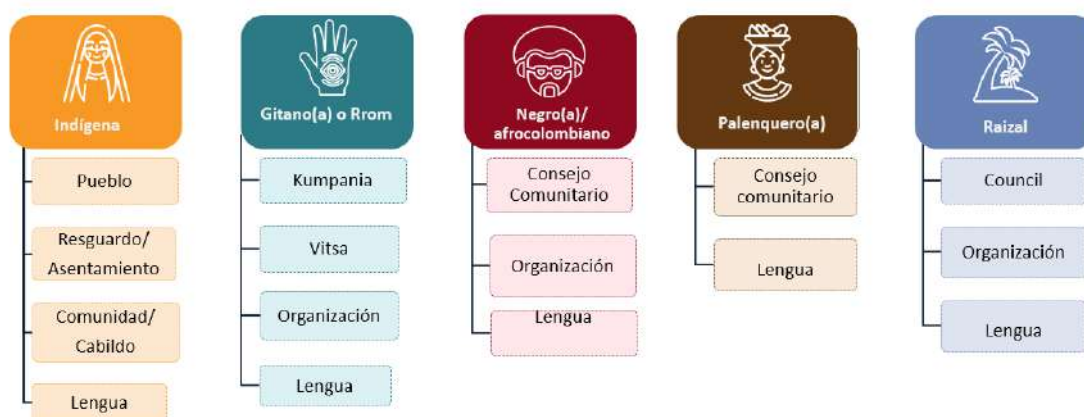 Indígena
Pueblo
Resguardo/
Asentamiento
Comunidad/
Cabildo
Lengua
Gitano(a) o Rrom
Kumpania
Vitsa
Organización
Lengua
Negro(a)/
afrocolombiano
Consejo
Comunitario
Organización
Lengua
Palenquero(a)
Consejo
comunitario
Lengua
Raizal
Council
Organización
Lengua